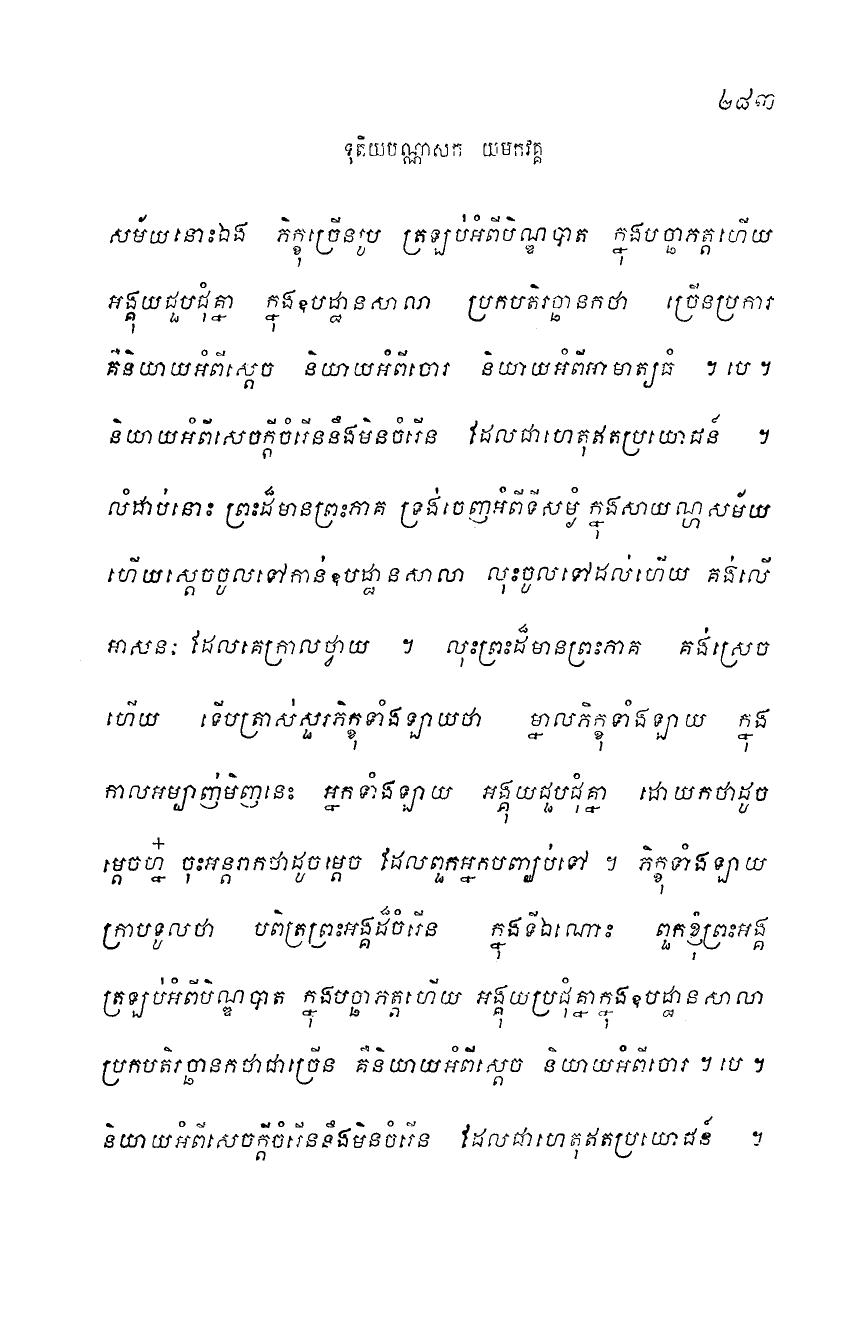 ២៨៣
ទុតិយបណ្ណាសក យមកវគ្គ
សម័យនោះឯង ភិក្ខុច្រើនរូប ត្រឡប់អំពីបិណ្ឌបាត ក្នុងបច្ឆាភត្តហើយ
អង្គុយជួបជុំគ្នា ក្នុងឧបដ្ឋានសាលា ប្រកបតិរច្ឆានកថា ច្រើនប្រការ
គឺនិយាយអំពីស្តេច និយាយអំពីចោរ និយាយអំពីអាមាត្យធំ ។ បេ ។
និយាយអំពីសេចក្តីចំរើននឹងមិនចំរើន ដែលជាហេតុឥតប្រយោជន៍ ។
លំដាប់នោះ ព្រះដ៏មានព្រះភាគ ទ្រង់ចេញអំពីទីសម្ងំ ក្នុងសាយណ្ហសម័យ
ហើយស្តេចចូលទៅកាន់ឧបដ្ឋានសាលា លុះចូលទៅដល់ហើយ គង់លើ
អាសនៈ ដែលគេក្រាលថ្វាយ ។ លុះព្រះដ៏មានព្រះភាគ គង់ស្រេច
ហើយ ទើបត្រាស់សួរភិក្ខុទាំងឡាយថា ម្នាលភិក្ខុទាំងឡាយ ក្នុង
កាលអម្បាញ់មិញនេះ អ្នកទាំងឡាយ អង្គុយជួបជុំគ្នា ដោយកថាដូច
ម្តេចហ្ន៎ ចុះអន្តរាកថាដូចម្តេច ដែលពួកអ្នកបញ្ឈប់ទៅ ។ ភិក្ខុទាំងឡាយ
ក្រាបទូលថា បពិត្រព្រះអង្គដ៏ចំរើន ក្នុងទីឯណោះ ពួកខ្ញុំព្រះអង្គ
ត្រឡប់អំពីបិណ្ឌបាត ក្នុងបច្ឆាភត្តហើយ អង្គុយប្រជុំគ្នាក្នុងឧបដ្ឋានសាលា
ប្រកបតិរច្ឆានកថាជាច្រើន គឺនិយាយអំពីស្តេច និយាយអំពីចោរ ។ បេ ។
និយាយអំពីសេចក្តីចំរើននឹងមិនចំរើន ដែលជាហេតុឥតប្រយោជន៍ ។